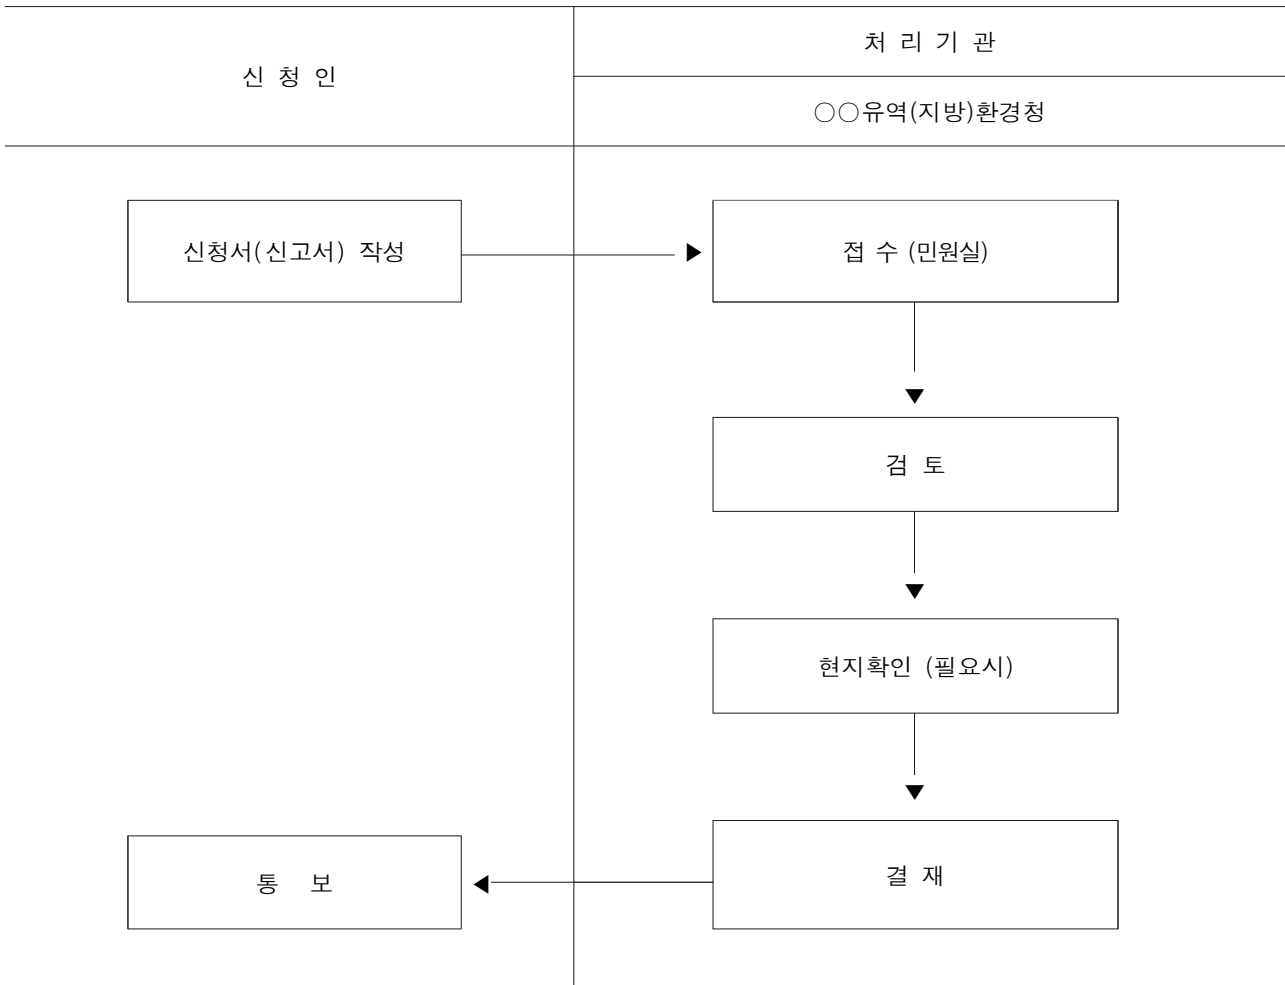 신 청 인
처 리 기 관
○○유역(지방)환경청
신청서(신고서) 작성
접 수 (민원실)
검 토
현지확인 (필요시)
결 재
통 보